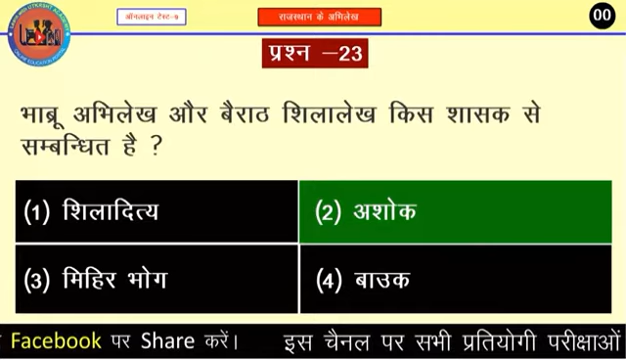 ऑनलाइन टेस्ट-9
राजस्थान के अभिलेख
00
प्रश्न –23
भाब्रू अभिलेख और बैराठ शिलालेख किस शासक से
सम्बन्धित है ?
(1) शिलादित्य
(2) अशोक
(3) मिहिर भोग
(4) बाउक
Facebook पर Share करें। इस चैनल पर सभी प्रतियोगी परीक्षाओं